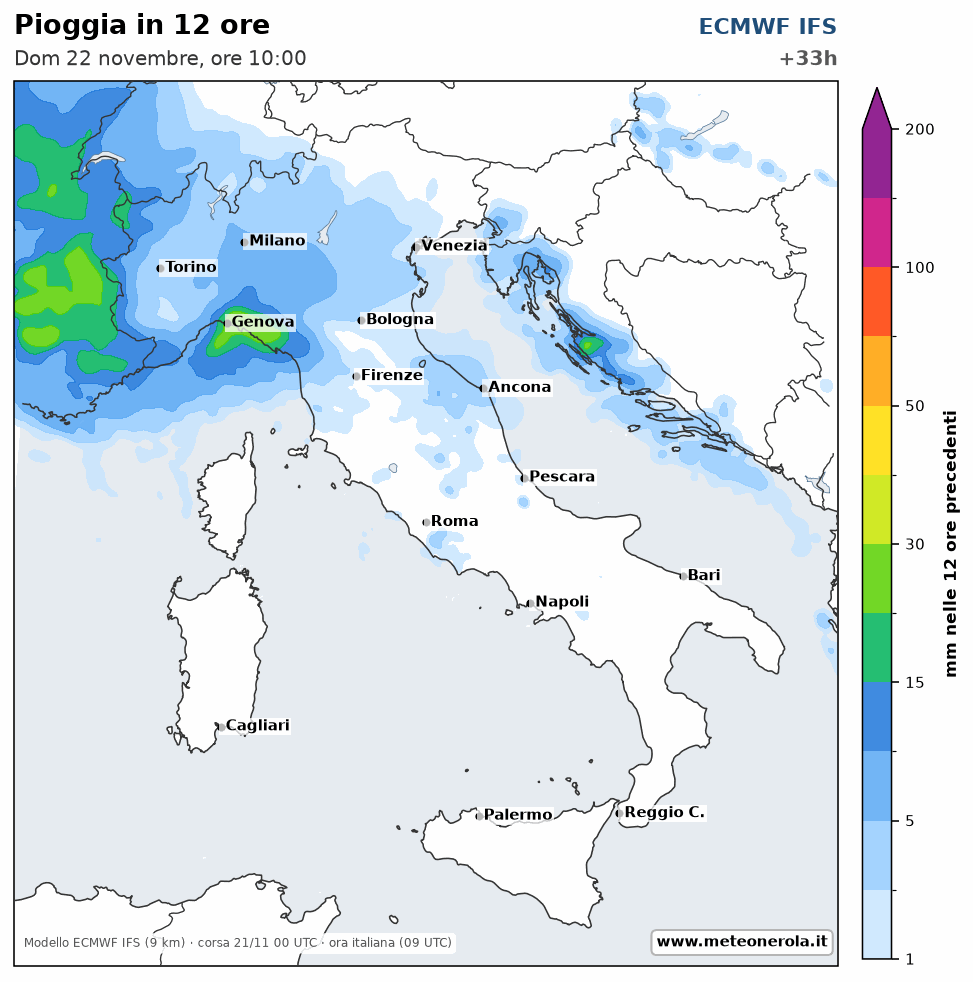 Pioggia in 12 ore
ECMWF IFS
Dom 22 novembre, ore 10:00
+33h
200
100
50
30
15
5
1
mm nelle 12 ore precedenti
Milano
Venezia
Torino
Genova
Bologna
Firenze
Ancona
Pescara
Roma
Bari
Napoli
Cagliari
Palermo
Reggio C.
Modello ECMWF IFS (9 km) · corsa 21/11 00 UTC · ora italiana (09 UTC)
www.meteonerola.it